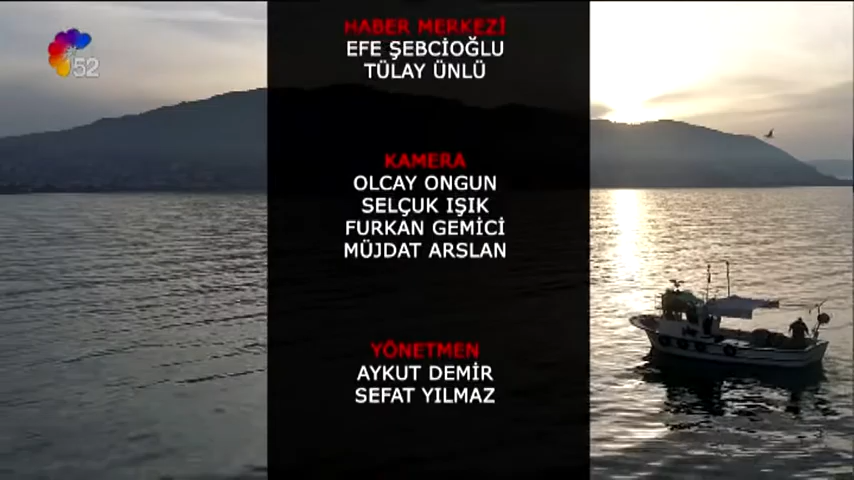 52
HABER MERKEZİ
EFE ŞEBCİOĞLU
TÜLAY ÜNLÜ
KAMERA
OLCAY ONGUN
SELÇUK IŞIK
FURKAN GEMİCİ
MÜJDAT ARSLAN
YÖNETMEN
AYKUT DEMİR
SEFAT YILMAZ